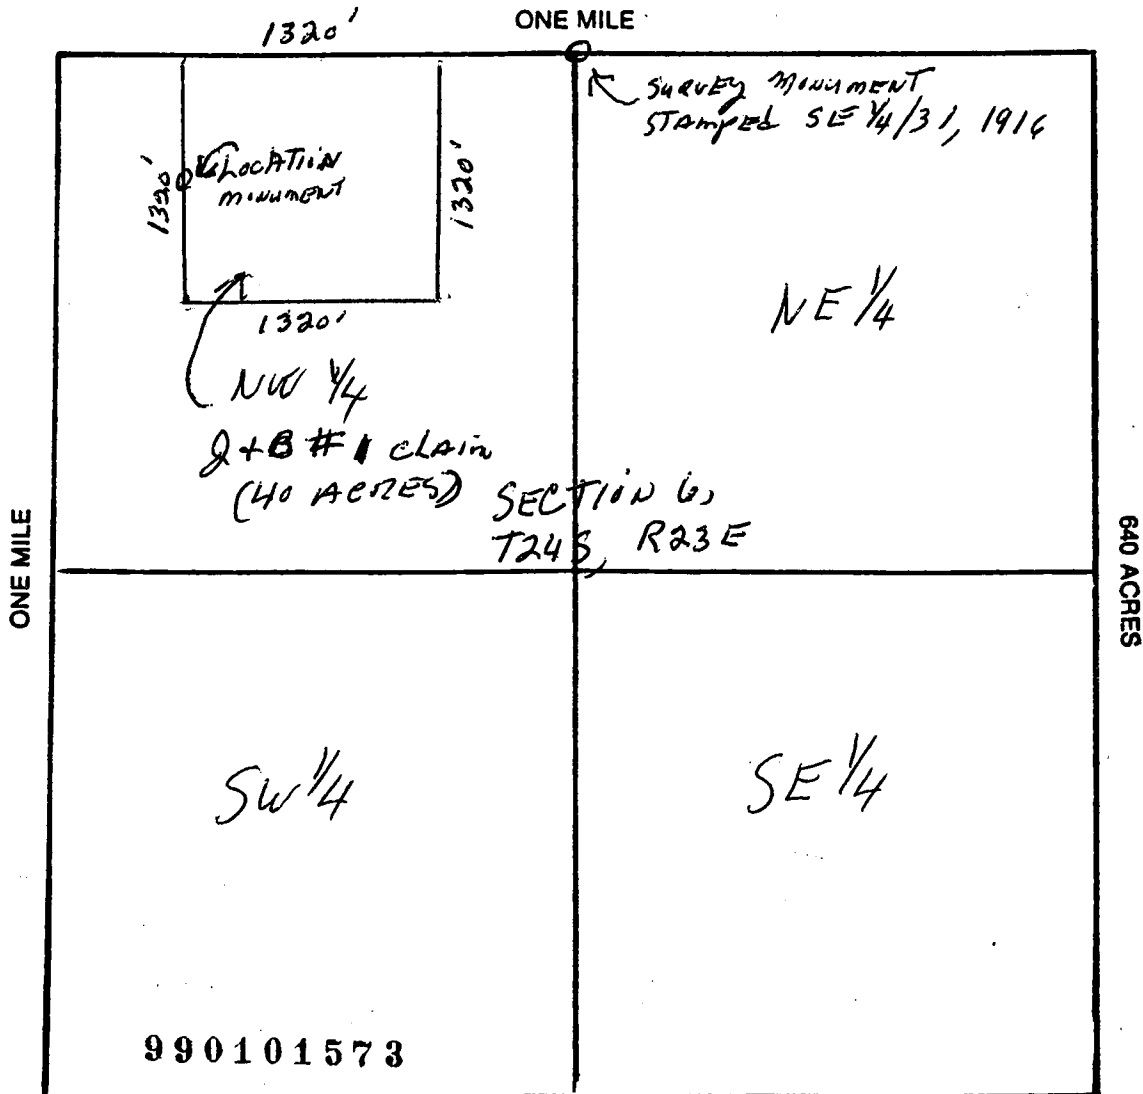 ONE MILE
1320'
SURVEY MONUMENT
STAMPED SE 1/4/31, 1916
LOCATION
MONUMENT
1320'
1320'
1320'
NE 1/4
NW 1/4
J+B #1 CLAIM
(40 ACRES)
SECTION 6,
T24S, R23E
ONE MILE
640 ACRES
SW 1/4
SE 1/4
990101573